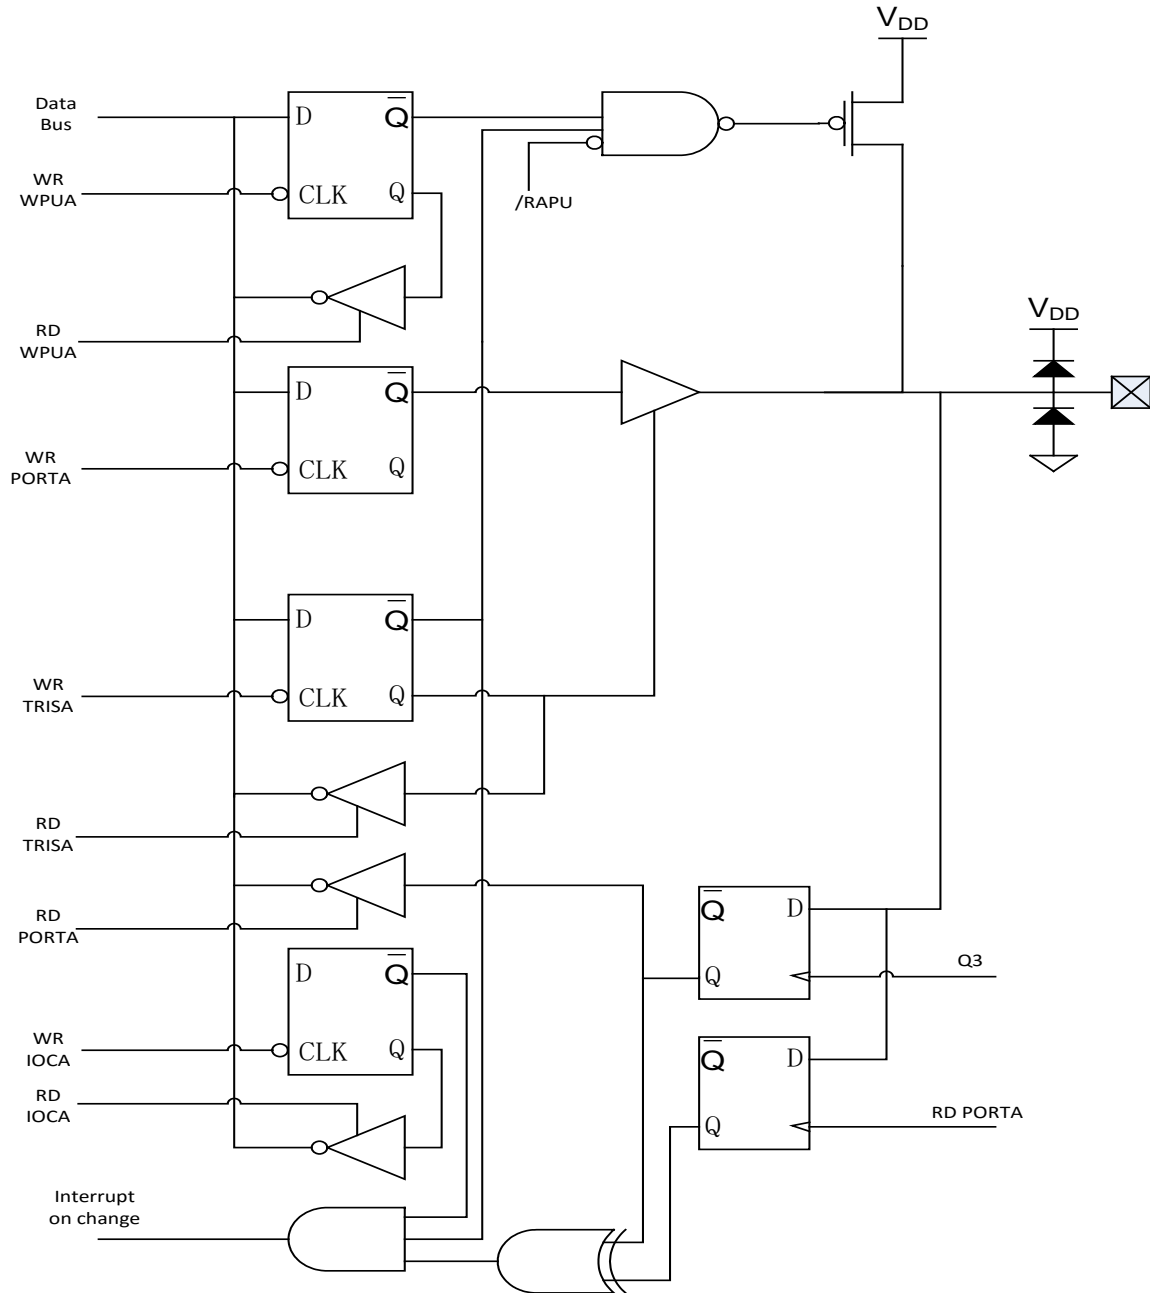 VDD
Data
Bus
D
Q
WR
WPUA
CLK
Q
/RAPU
RD
WPUA
VDD
D
Q
WR
PORTA
CLK
Q
D
Q
WR
TRISA
CLK
Q
RD
TRISA
RD
PORTA
Q
D
D
Q
Q
Q3
WR
IOCA
CLK
Q
Q
D
RD
IOCA
Q
RD PORTA
Interrupt
on change